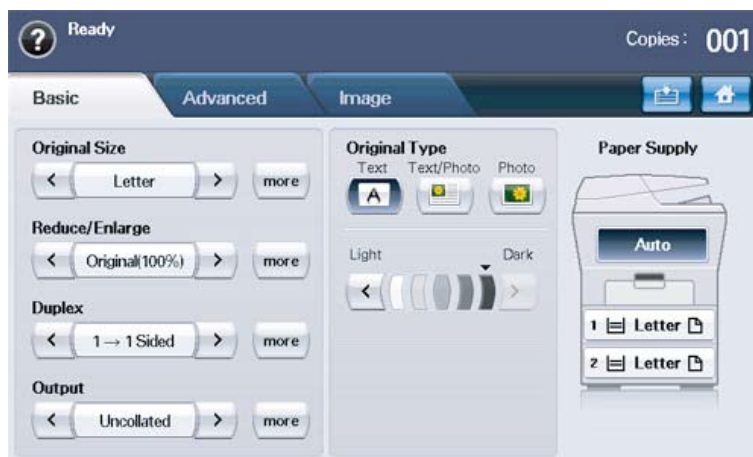 ? Ready
Copies : 001
Basic Advanced Image
Original Size
< Letter > more
Reduce/Enlarge
< Original(100%) > more
Duplex
< 1 → 1 Sided > more
Output
< Uncollated > more
Original Type
Text Text/Photo Photo
A
Light Dark
< >
Paper Supply
Auto
1 Letter
2 Letter